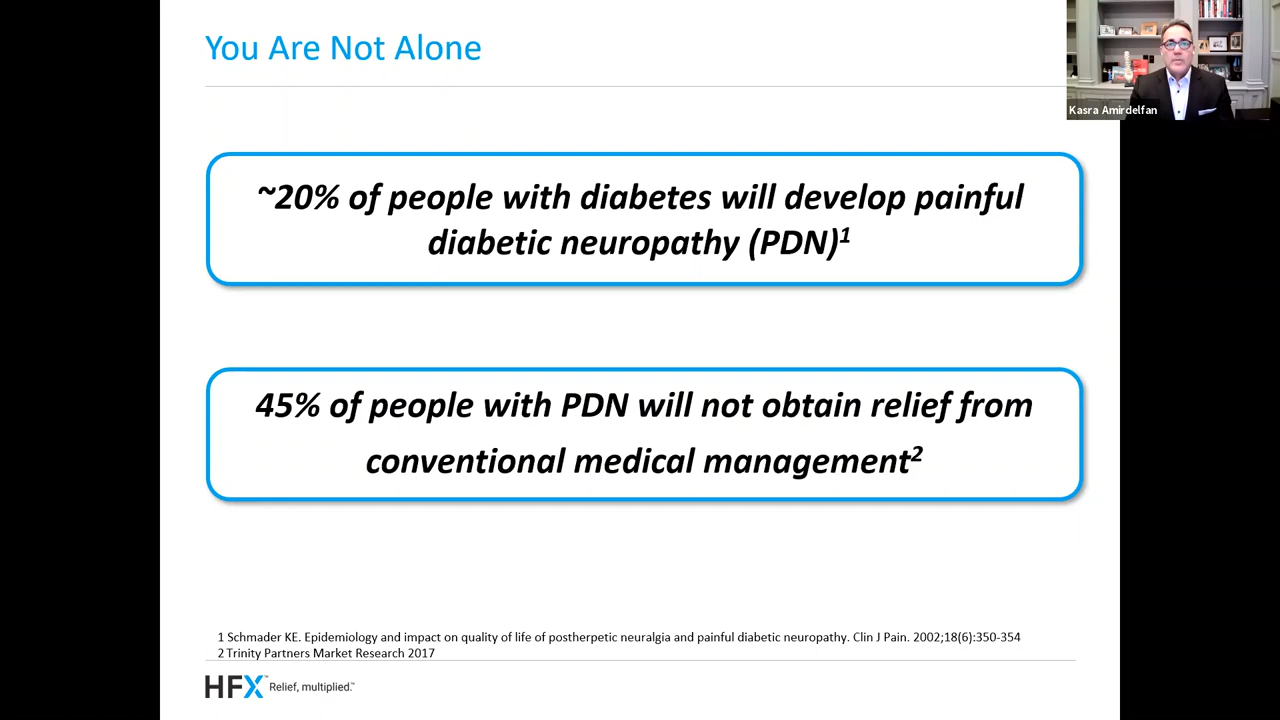 You Are Not Alone
Kasra Amirdelfan
~20% of people with diabetes will develop painful
diabetic neuropathy (PDN)1
45% of people with PDN will not obtain relief from
conventional medical management2
1 Schmader KE. Epidemiology and impact on quality of life of postherpetic neuralgia and painful diabetic neuropathy. Clin J Pain. 2002;18(6):350-354
2 Trinity Partners Market Research 2017
HFX™ Relief, multiplied.™